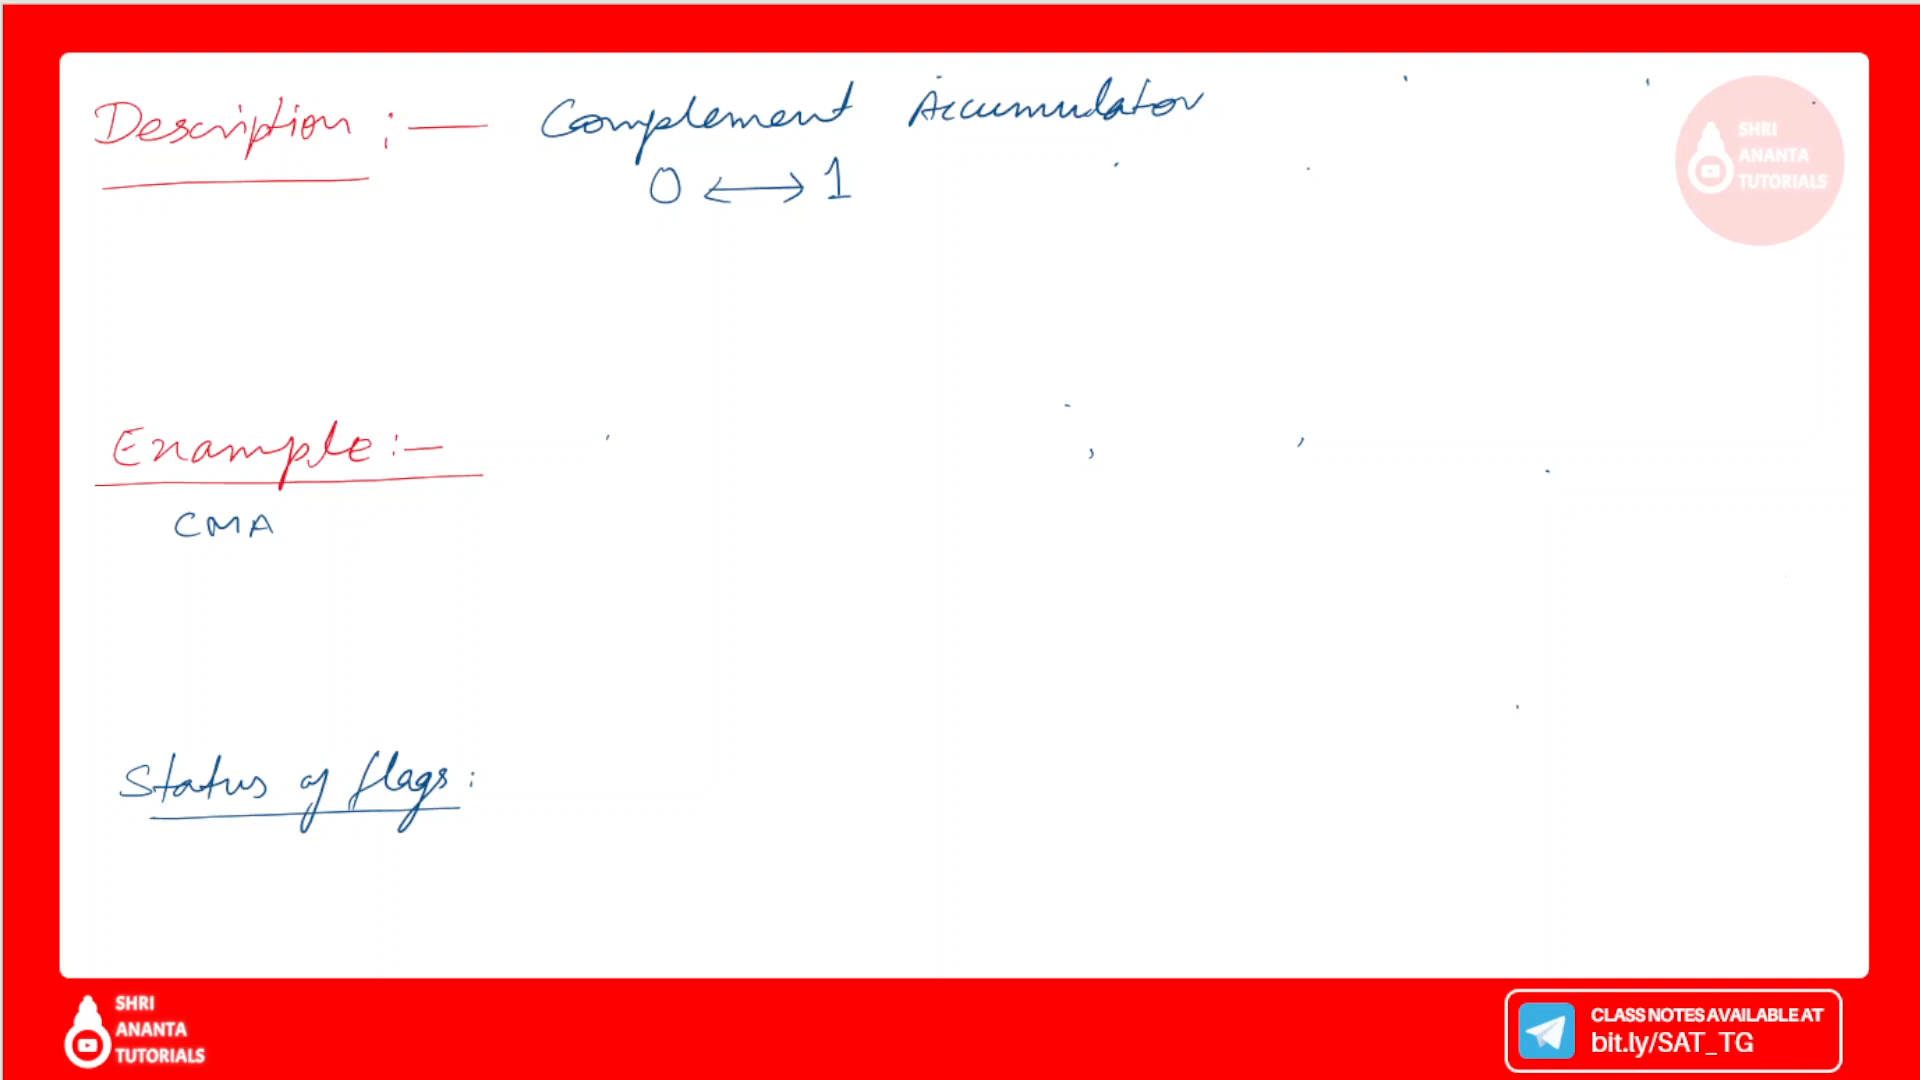 Description :— Complement Accumulator
0 ⟷ 1
SHRI
ANANTA
TUTORIALS
Example :—
CMA
Status of flags :
SHRI
ANANTA
TUTORIALS
CLASS NOTES AVAILABLE AT
bit.ly/SAT_TG